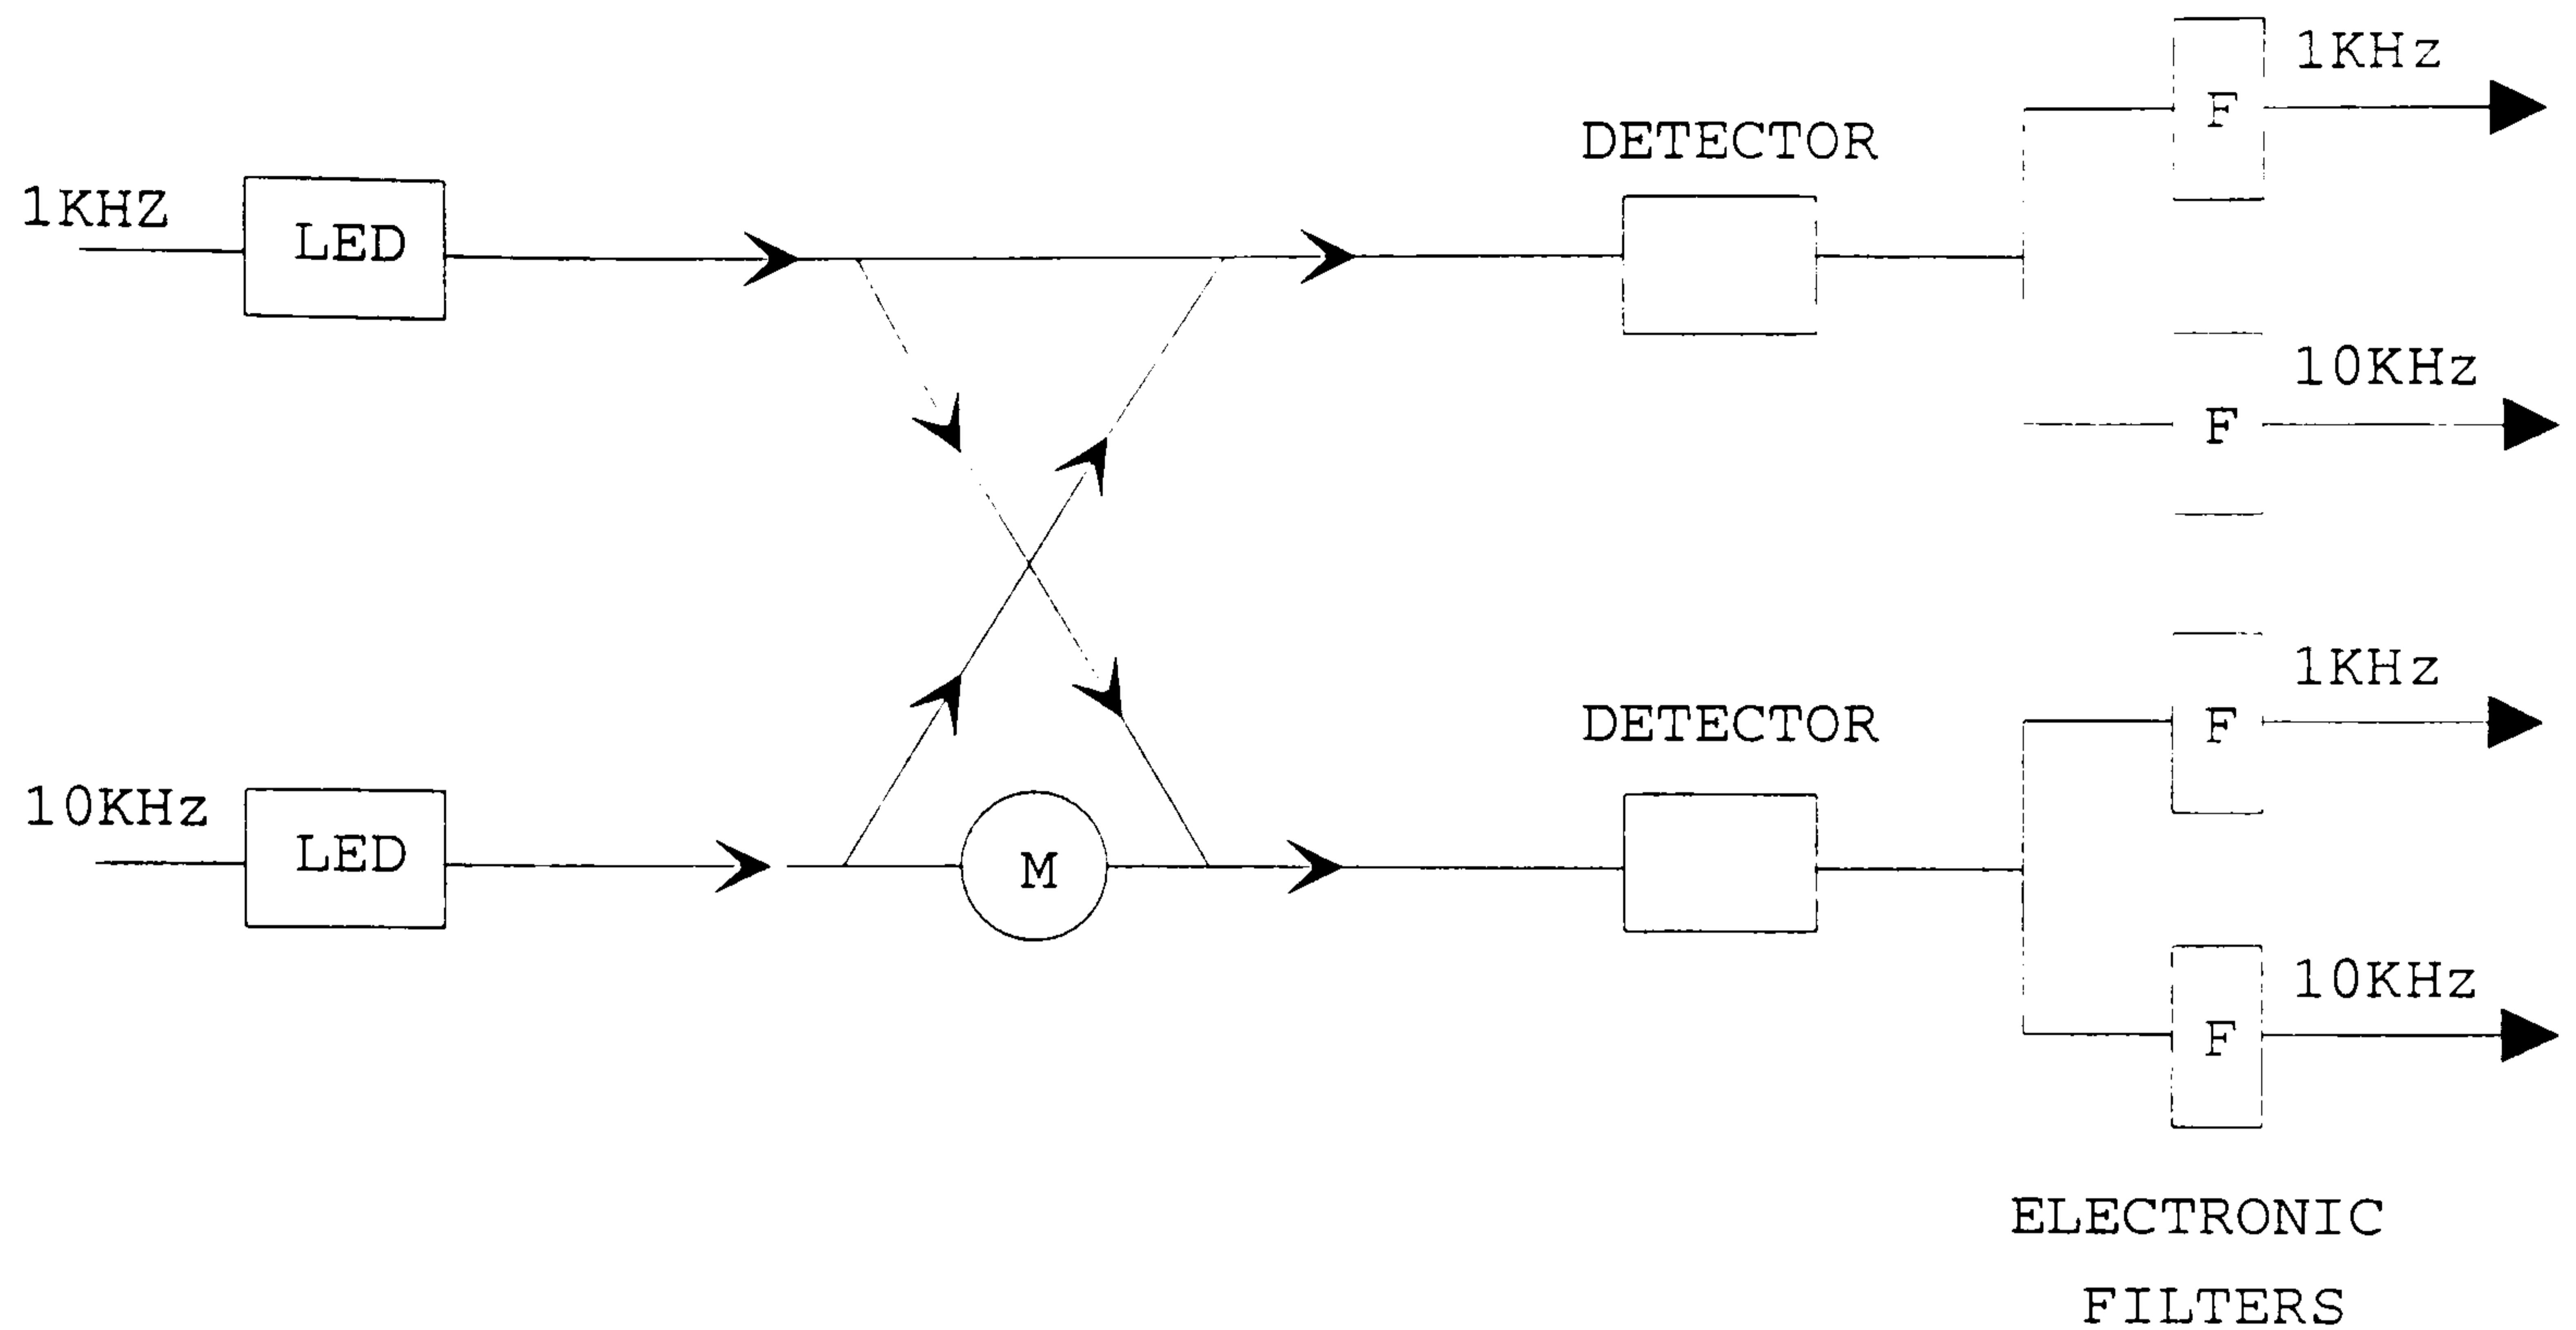 1KHz
F
DETECTOR
1KHZ
LED
10KHz
F
1KHz
DETECTOR
F
10KHz
LED
M
10KHz
F
ELECTRONIC
FILTERS